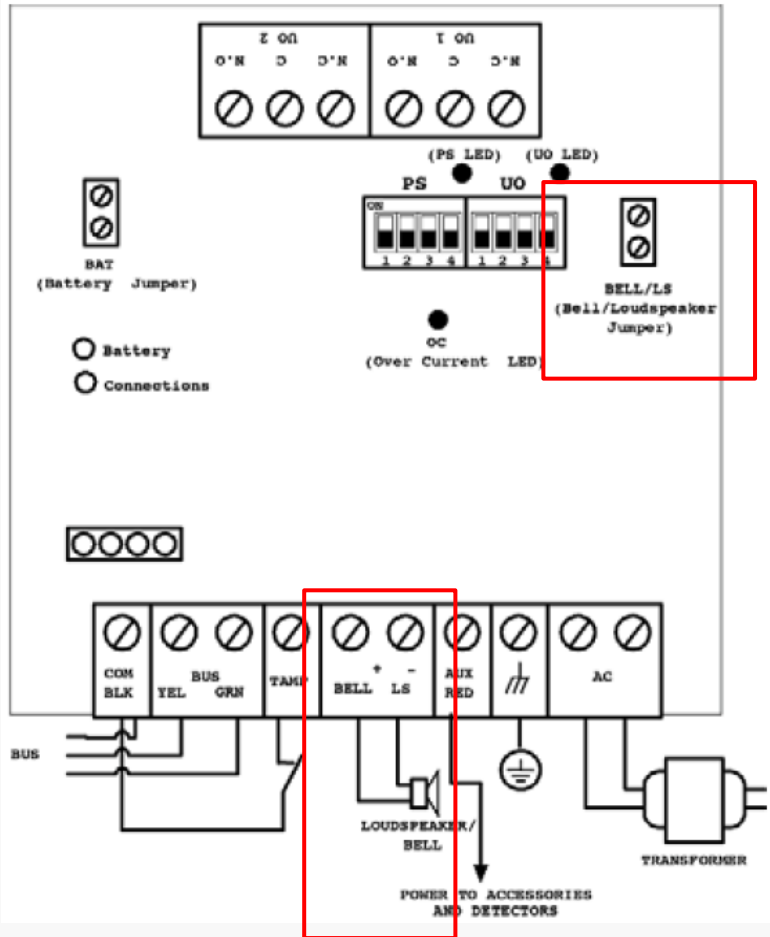 UO 2 UO 1
N.O C N.C N.O C N.C
(PS LED) (UO LED)
PS UO
ON
1 2 3 4 1 2 3 4
BAT
(Battery Jumper)
BELL/LS
(Bell/Loudspeaker
Jumper)
OC
(Over Current LED)
Battery
Connections
COM
BLK
BUS
YEL GRN
TAMP
+ -
BELL LS
AUX
RED
AC
BUS
LOUDSPEAKER/
BELL
TRANSFORMER
POWER TO ACCESSORIES
AND DETECTORS